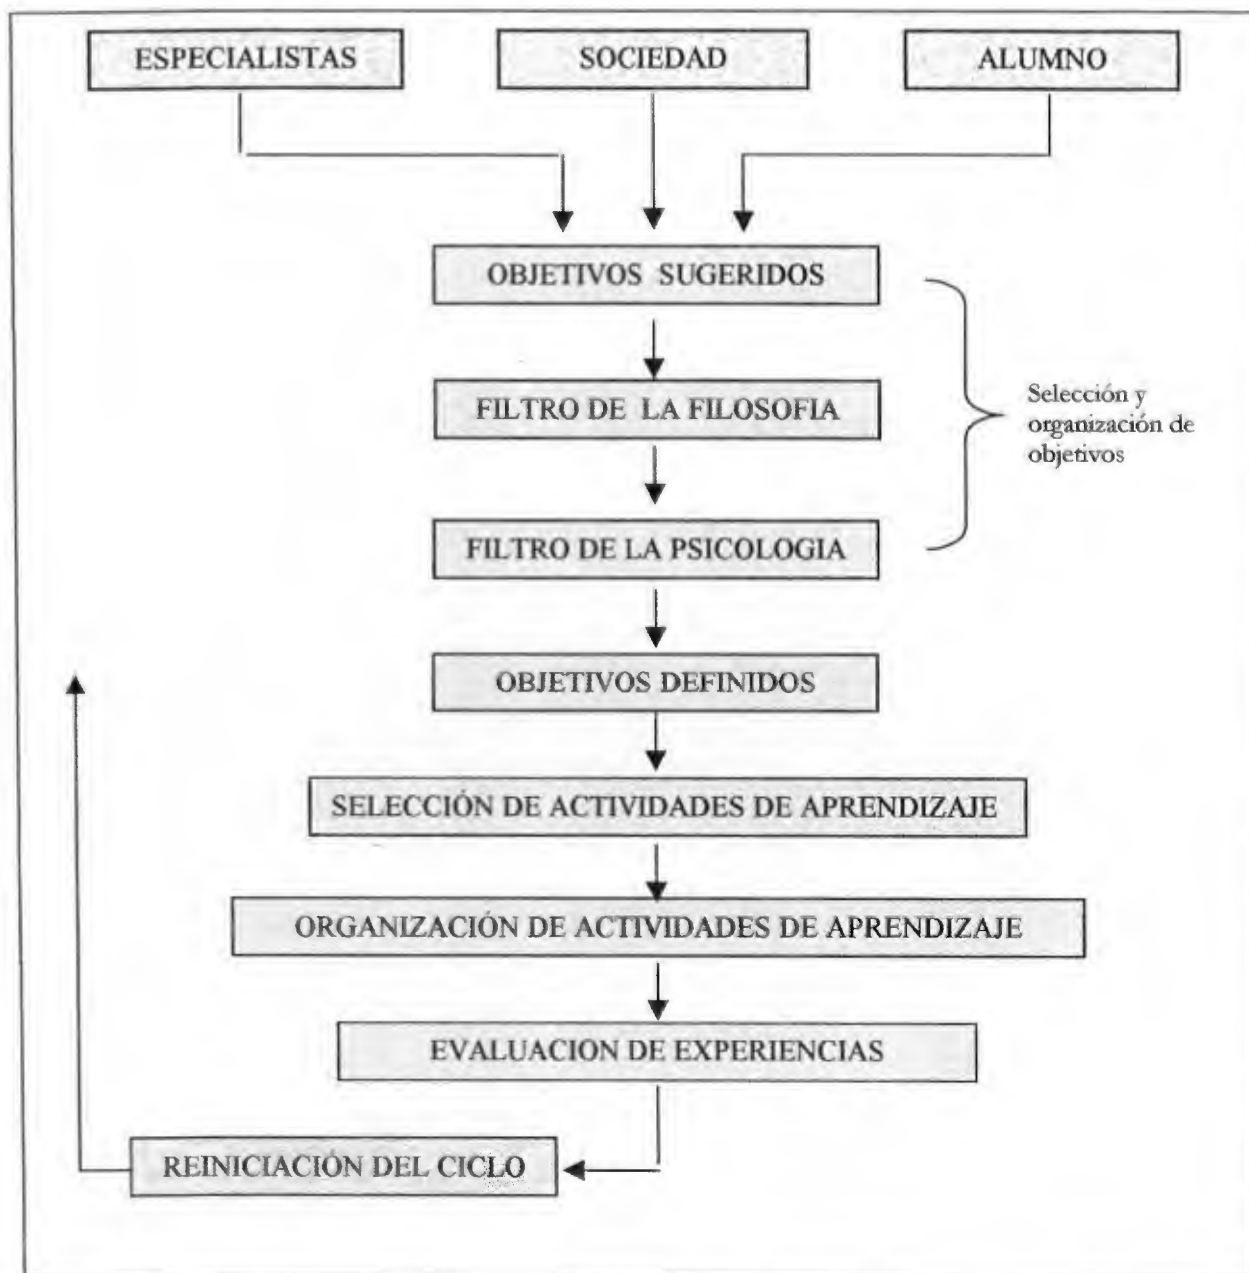 ESPECIALISTAS
SOCIEDAD
ALUMNO
OBJETIVOS SUGERIDOS
FILTRO DE LA FILOSOFIA
Selección y
organización de
objetivos
FILTRO DE LA PSICOLOGIA
OBJETIVOS DEFINIDOS
SELECCIÓN DE ACTIVIDADES DE APRENDIZAJE
ORGANIZACIÓN DE ACTIVIDADES DE APRENDIZAJE
EVALUACION DE EXPERIENCIAS
REINICIACIÓN DEL CICLO